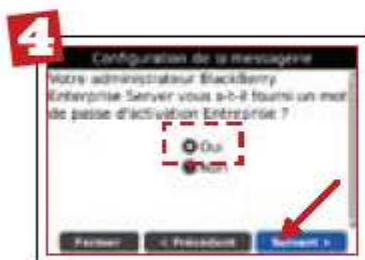 4
Configuration de la messagerie
Votre administrateur BlackBerry
Enterprise Server vous a-t-il fourni un mot
de passe d'activation Entreprise ?
Oui
Non
Fermer < Précédent Suivant >